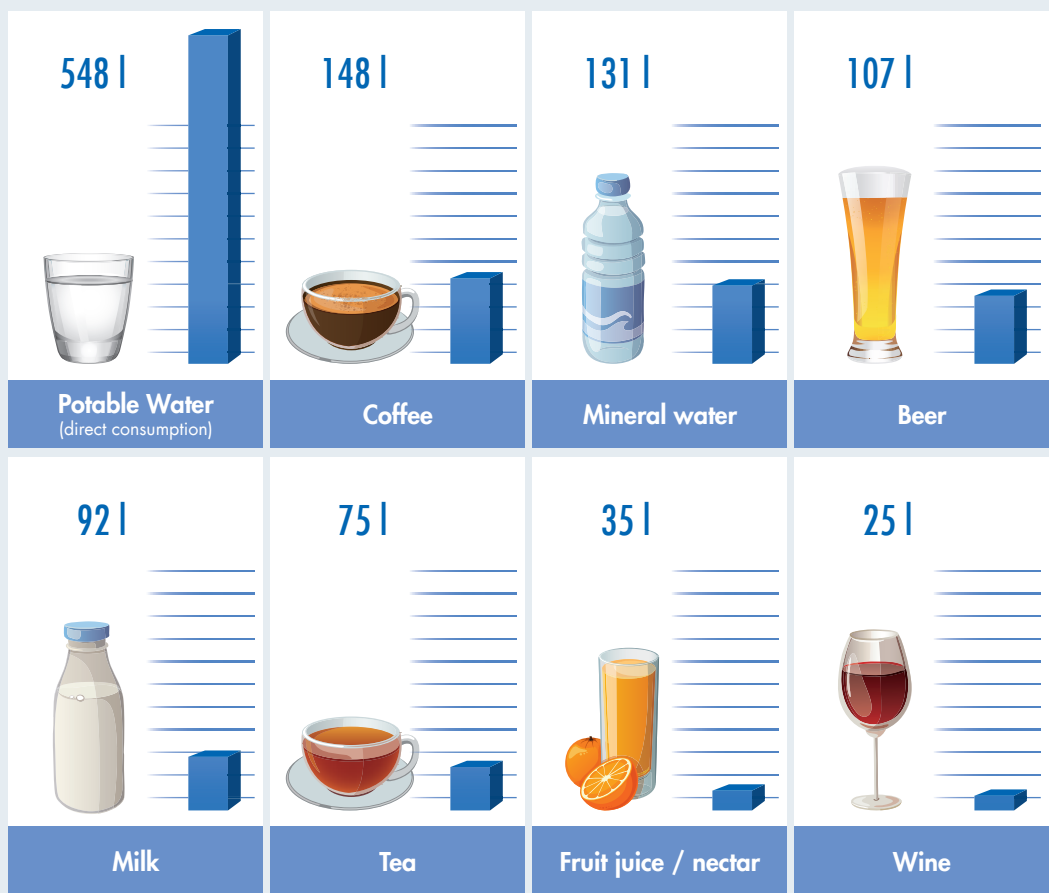 548 l
148 l
131 l
107 l
Potable Water
(direct consumption)
Coffee
Mineral water
Beer
92 l
75 l
35 l
25 l
Milk
Tea
Fruit juice / nectar
Wine